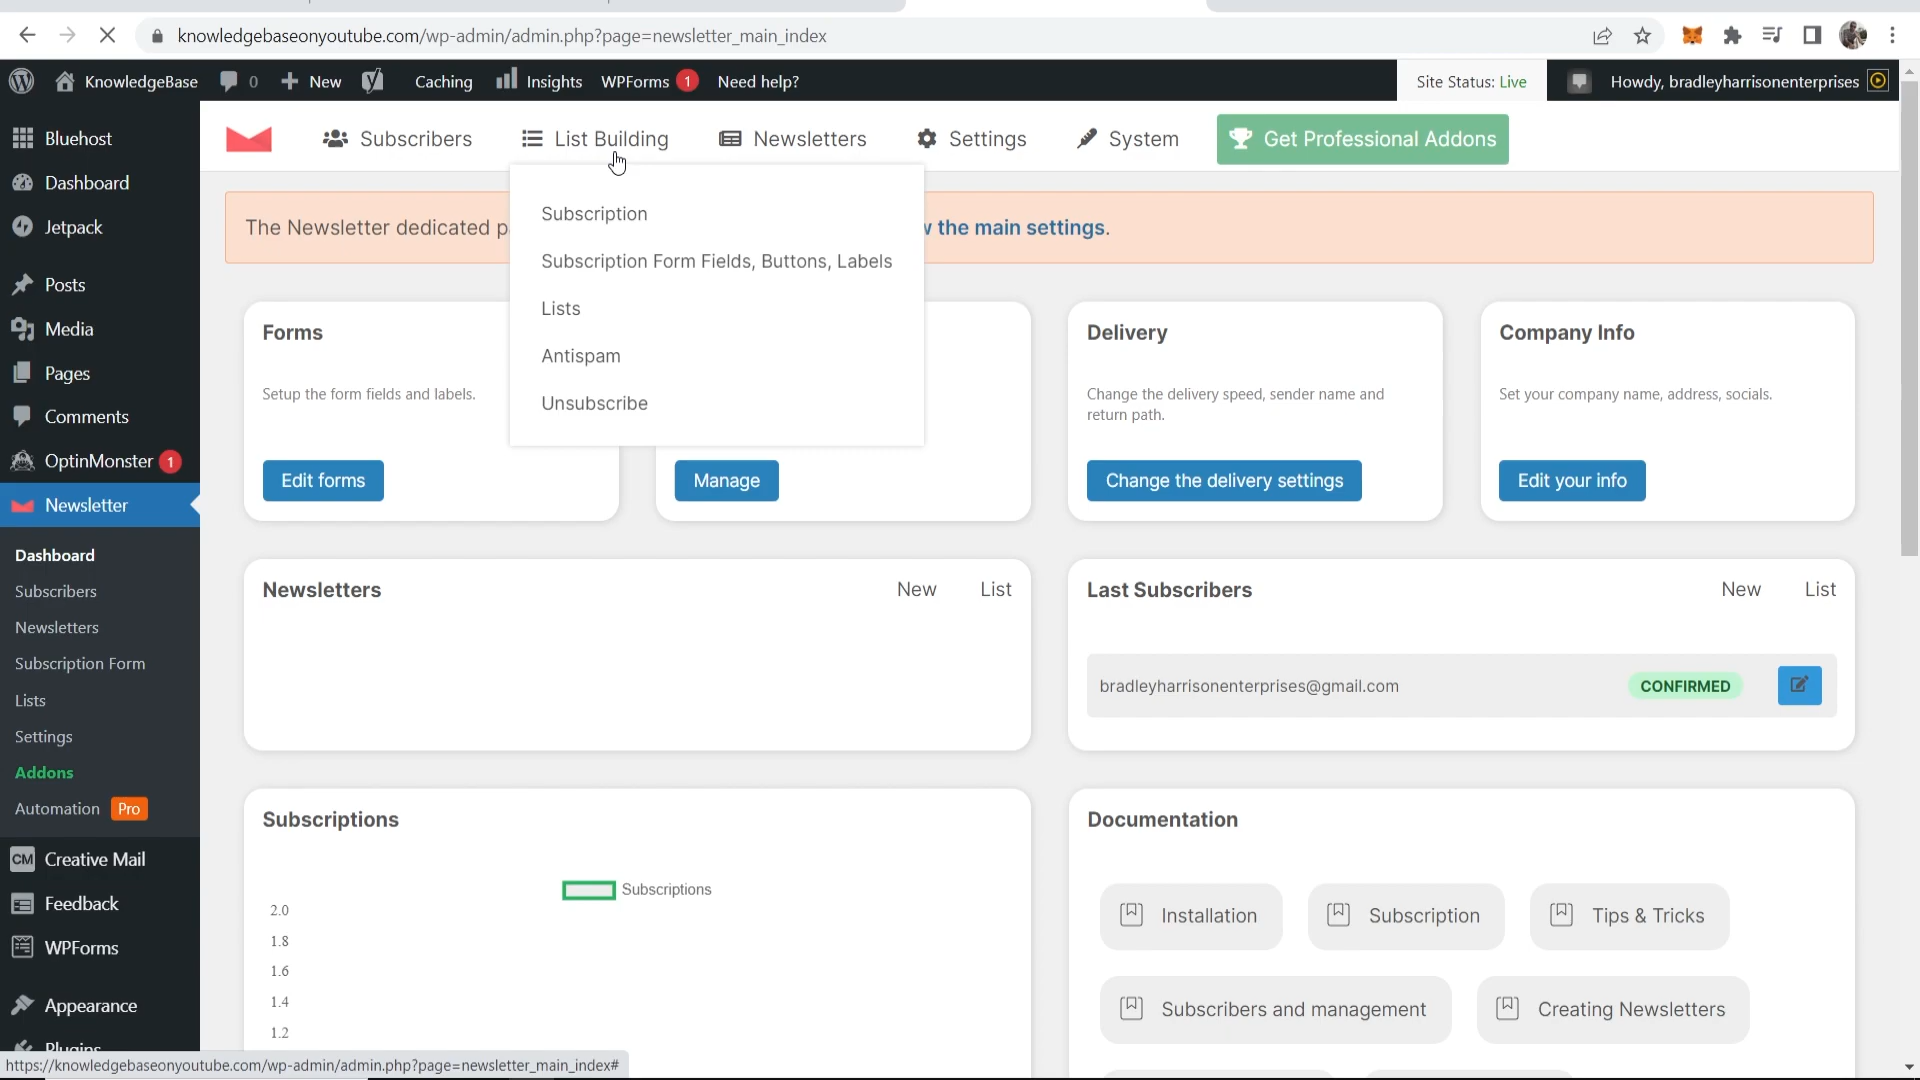 knowledgebaseonyoutube.com/wp-admin/admin.php?page=newsletter_main_index
KnowledgeBase 0 New Caching Insights WPForms 1 Need help? Site Status: Live Howdy, bradleyharrisonenterprises
Bluehost
Dashboard
Jetpack
Posts
Media
Pages
Comments
OptinMonster 1
Newsletter
Dashboard
Subscribers
Newsletters
Subscription Form
Lists
Settings
Addons
Automation Pro
CM Creative Mail
Feedback
WPForms
Appearance
Plugins
Subscribers List Building Newsletters Settings System Get Professional Addons
Subscription
Subscription Form Fields, Buttons, Labels
Lists
Antispam
Unsubscribe
The Newsletter dedicated the main settings.
Forms
Setup the form fields and labels.
Edit forms
Manage
Delivery
Change the delivery speed, sender name and
return path.
Change the delivery settings
Company Info
Set your company name, address, socials.
Edit your info
Newsletters New List
Last Subscribers New List
bradleyharrisonenterprises@gmail.com CONFIRMED
Subscriptions
Subscriptions
2.0
1.8
1.6
1.4
1.2
Documentation
Installation Subscription Tips & Tricks
Subscribers and management Creating Newsletters
https://knowledgebaseonyoutube.com/wp-admin/admin.php?page=newsletter_main_index#